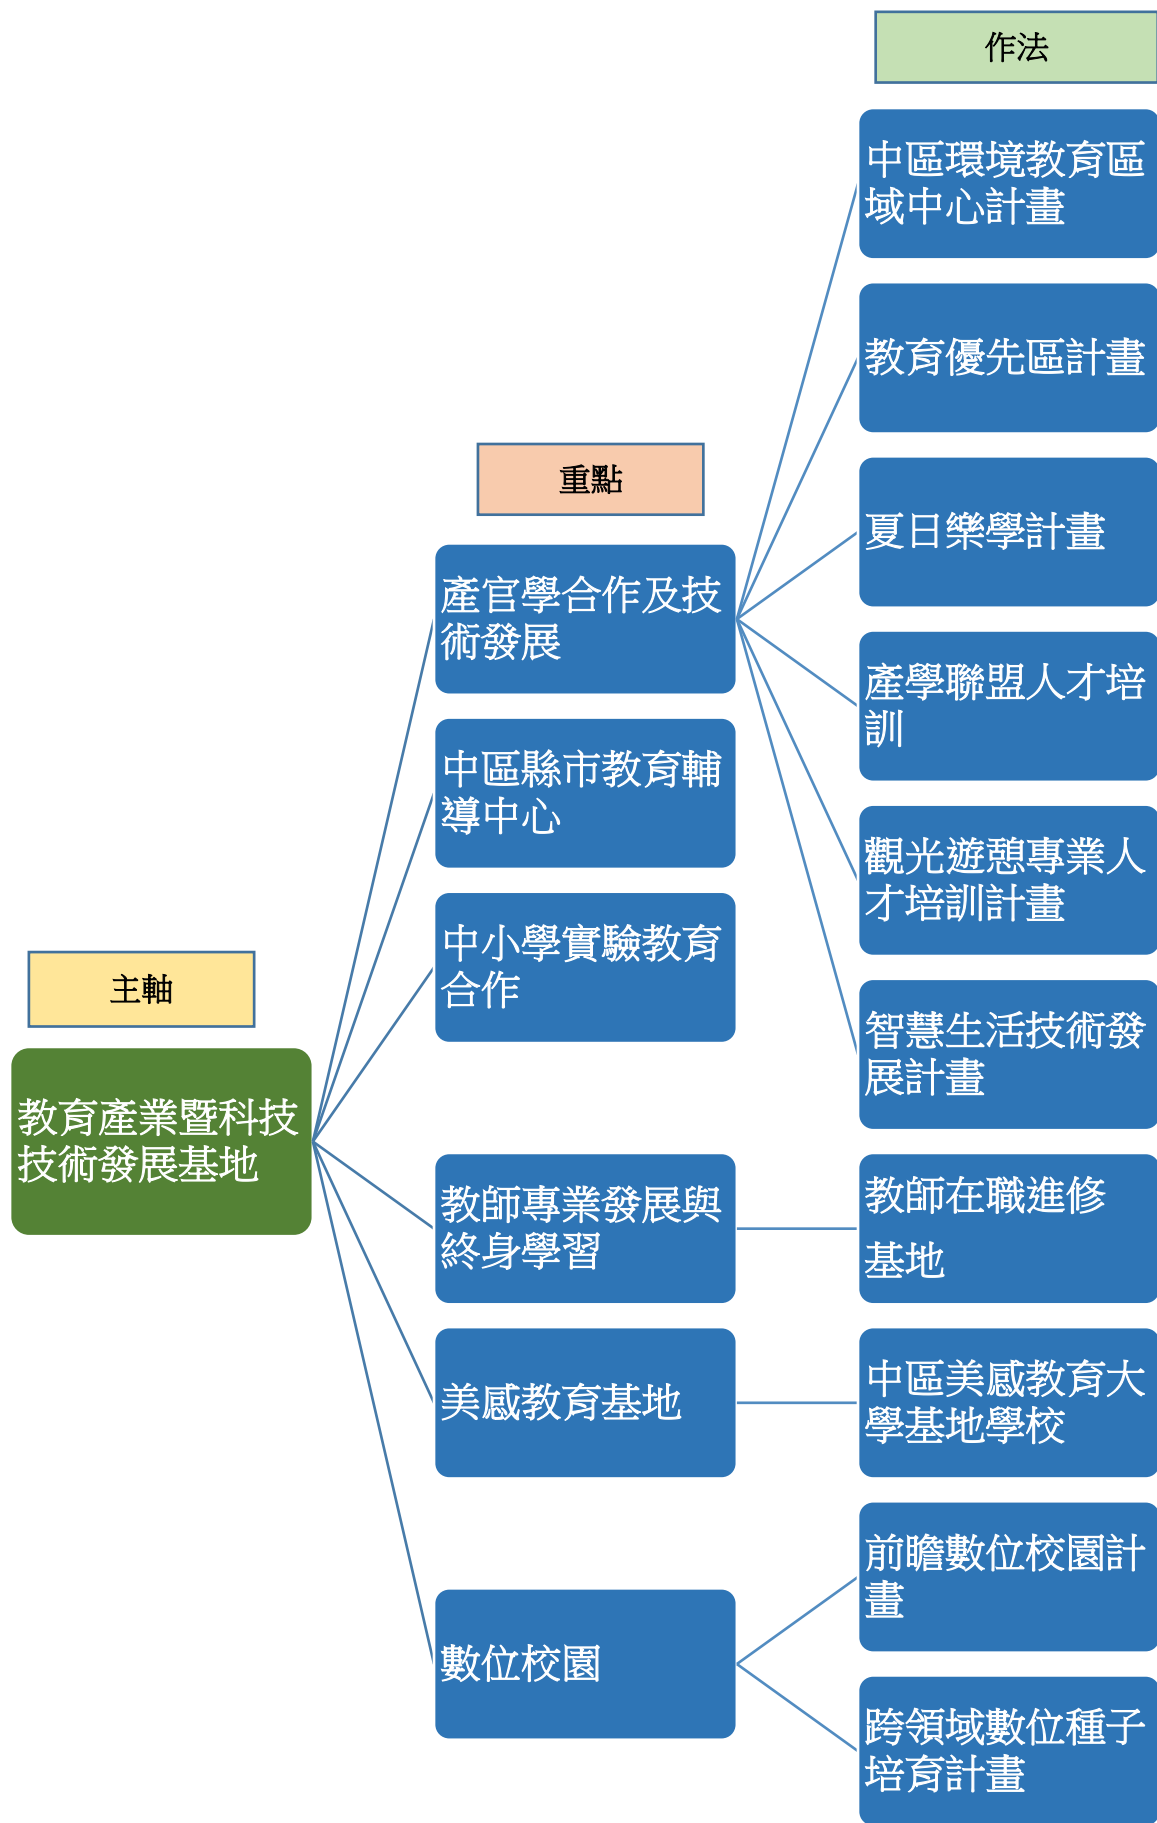 作法
中區環境教育區
域中心計畫
教育優先區計畫
重點
夏日樂學計畫
產官學合作及技
術發展
產學聯盟人才培
訓
中區縣市教育輔
導中心
觀光遊憩專業人
才培訓計畫
中小學實驗教育
合作
主軸
智慧生活技術發
展計畫
教育產業暨科技
技術發展基地
教師專業發展與
終身學習
教師在職進修
基地
美感教育基地
中區美感教育大
學基地學校
前瞻數位校園計
畫
數位校園
跨領域數位種子
培育計畫